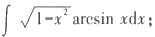 ∫ √(1-x²) arcsin xdx;